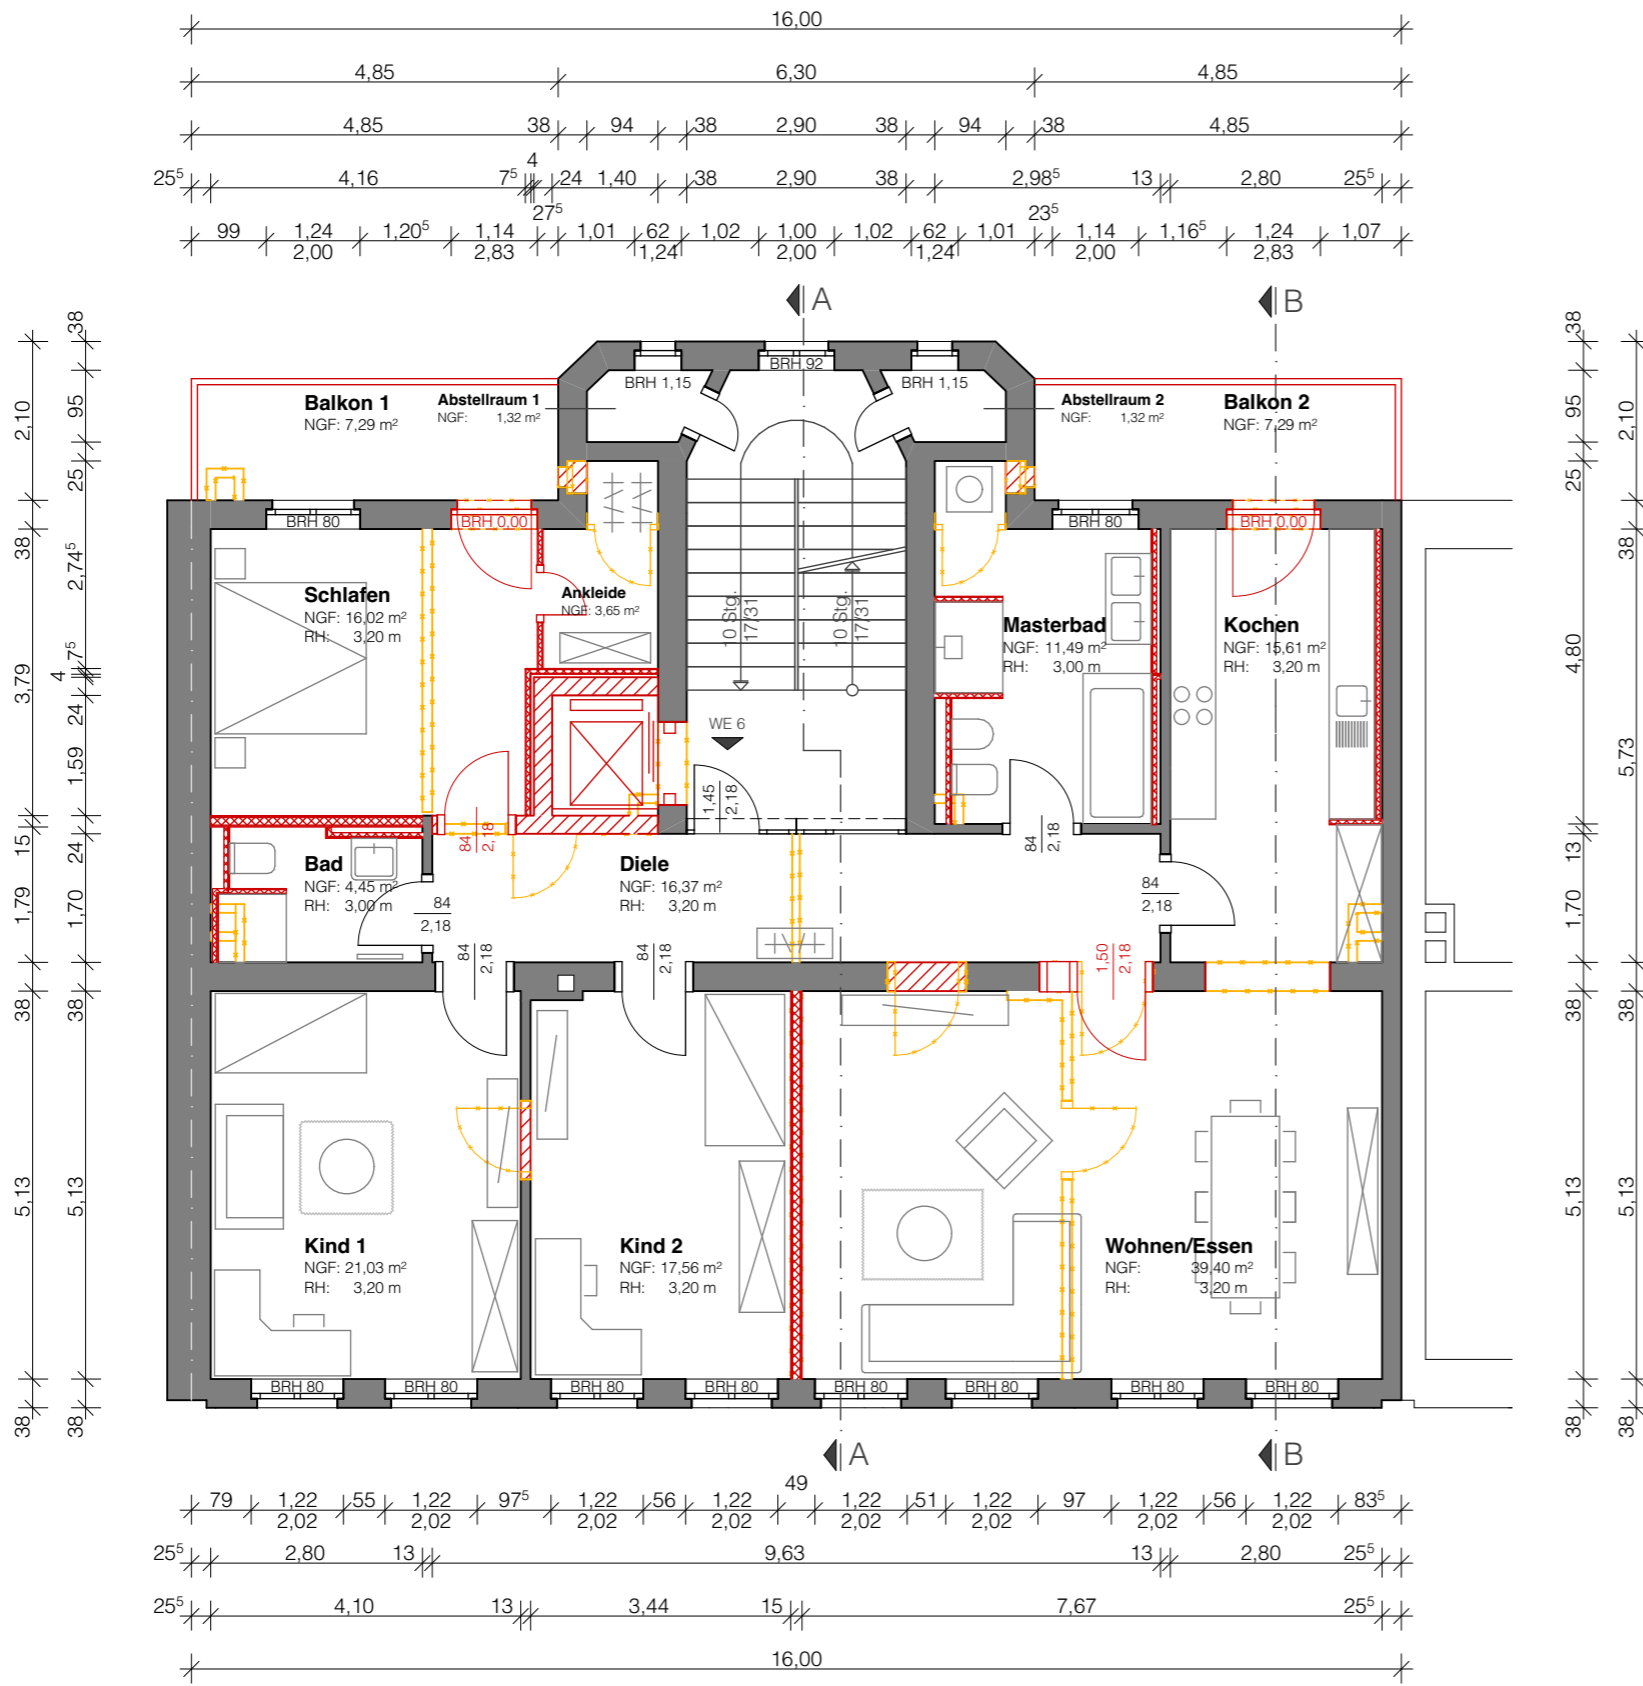 16,00
4,85 6,30 4,85
4,85 38 94 38 2,90 38 94 38 4,85
4
25⁵ 4,16 7⁵ 24 1,40 38 2,90 38 2,98⁵ 13 2,80 25⁵
27⁵ 23⁵
99 1,24 1,20⁵ 1,14 1,01 62 1,02 1,00 1,02 62 1,01 1,14 1,16⁵ 1,24 1,07
2,00 2,83 1,24 2,00 1,24 2,00 2,83
A
B
38
2,10
95
25
38
2,74⁵
7⁵
4
3,79
24
1,59
15
24
1,79
1,70
38
38
5,13
5,13
38
38
BRH 1,15
BRH 92
BRH 1,15
Balkon 1
NGF: 7,29 m²
Abstellraum 1
NGF: 1,32 m²
Abstellraum 2
NGF: 1,32 m²
Balkon 2
NGF: 7,29 m²
BRH 80
BRH 0,00
BRH 80
BRH 0,00
Schlafen
NGF: 16,02 m²
RH: 3,20 m
Ankleide
NGF: 3,65 m²
10 Stg.
17/31
10 Stg.
17/31
Masterbad
NGF: 11,49 m²
RH: 3,00 m
Kochen
NGF: 15,61 m²
RH: 3,20 m
WE 6
1,45
2,18
84
2,18
84
2,18
Bad
NGF: 4,45 m²
RH: 3,00 m
Diele
NGF: 16,37 m²
RH: 3,20 m
84
2,18
84
2,18
84
2,18
84
2,18
1,50
2,18
Kind 1
NGF: 21,03 m²
RH: 3,20 m
Kind 2
NGF: 17,56 m²
RH: 3,20 m
Wohnen/Essen
NGF: 39,40 m²
RH: 3,20 m
BRH 80
BRH 80
BRH 80
BRH 80
BRH 80
BRH 80
BRH 80
BRH 80
38
95
2,10
25
38
4,80
5,73
13
1,70
38
38
5,13
5,13
38
38
A
B
49
79 1,22 55 1,22 97⁵ 1,22 56 1,22 1,22 51 1,22 97 1,22 56 1,22 83⁵
2,02 2,02 2,02 2,02 2,02 2,02 2,02 2,02
25⁵ 2,80 13 9,63 13 2,80 25⁵
25⁵ 4,10 13 3,44 15 7,67 25⁵
16,00